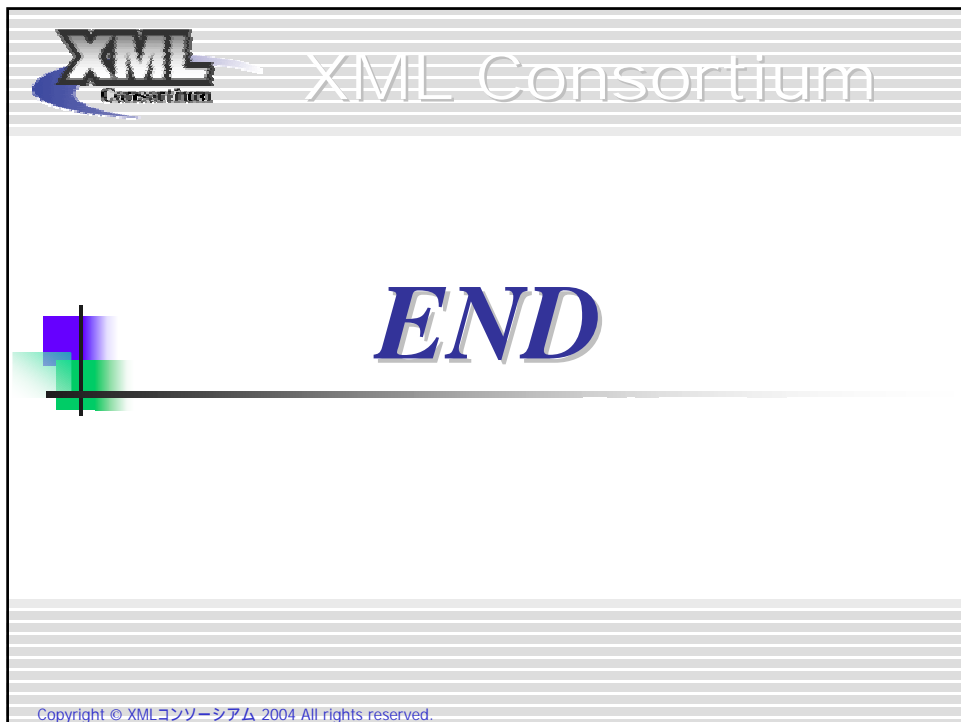 XML
Consortium
XML Consortium
END
Copyright © XMLコンソーシアム 2004 All rights reserved.